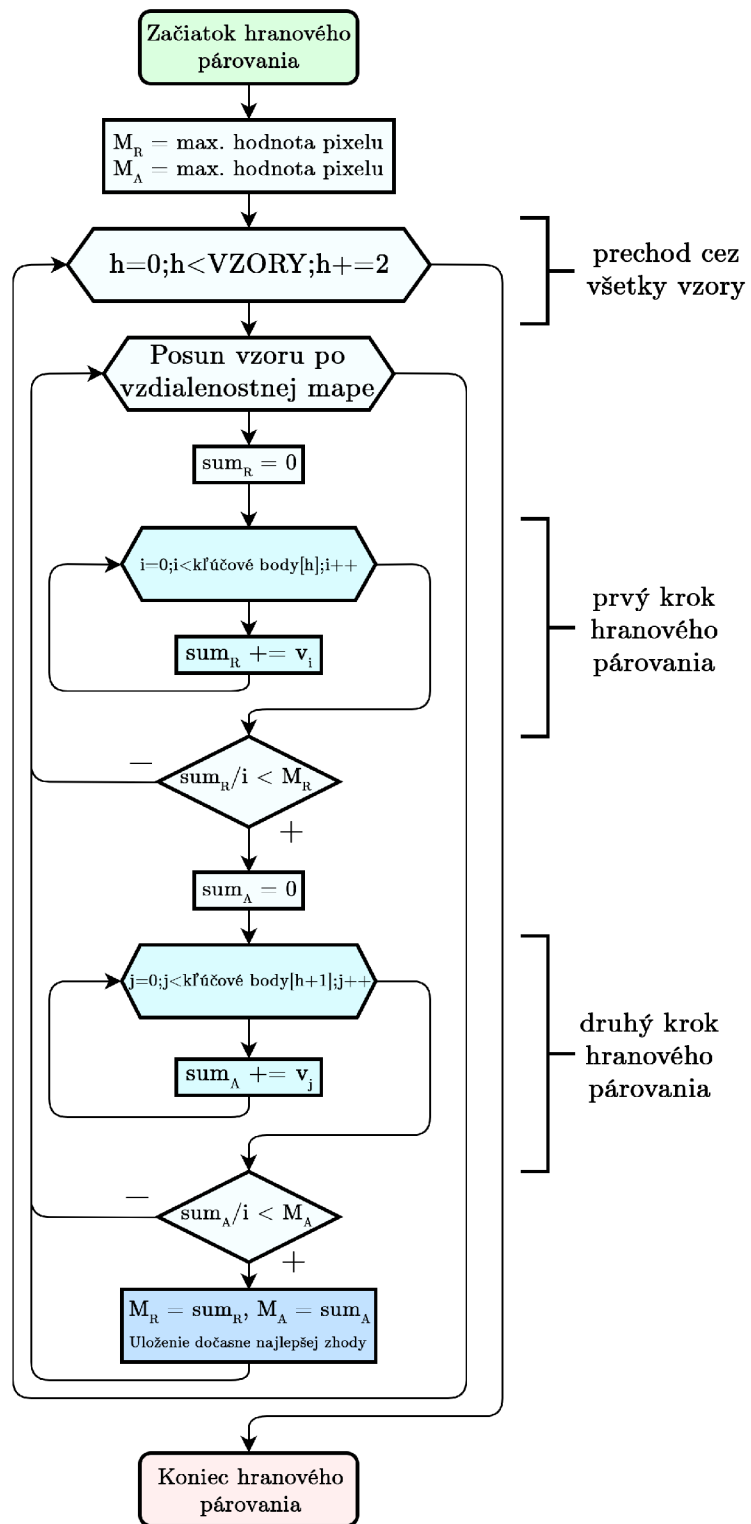 Začiatok hranového
párovania
M_R = max. hodnota pixelu
M_A = max. hodnota pixelu
h=0;h<VZORY;h+=2
prechod cez
všetky vzory
Posun vzoru po
vzdialenostnej mape
sum_R = 0
i=0;i<kľúčové body[h];i++
sum_R += v_i
prvý krok
hranového
párovania
−
sum_R/i < M_R
+
sum_A = 0
j=0;j<kľúčové body[h+1];j++
sum_A += v_j
druhý krok
hranového
párovania
−
sum_A/i < M_A
+
M_R = sum_R, M_A = sum_A
Uloženie dočasne najlepšej zhody
Koniec hranového
párovania